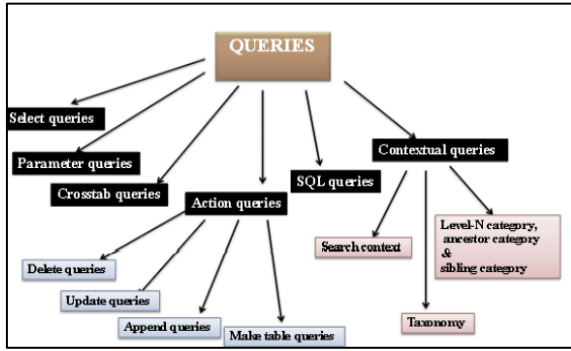 QUERIES
Select queries
Parameter queries
Crosstab queries
Action queries
SQL queries
Contextual queries
Delete queries
Update queries
Append queries
Make table queries
Search context
Taxonomy
Level-N category,
ancestor category
&
sibling category